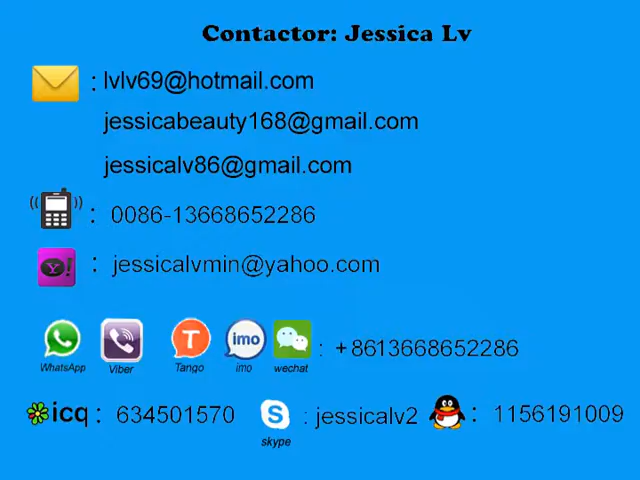 Contactor: Jessica Lv
: lvlv69@hotmail.com
jessicabeauty168@gmail.com
jessicalv86@gmail.com
: 0086-13668652286
Y! : jessicalvmin@yahoo.com
T imo : +8613668652286
WhatsApp Viber Tango imo wechat
icq : 634501570 S : jessicalv2 : 1156191009
skype